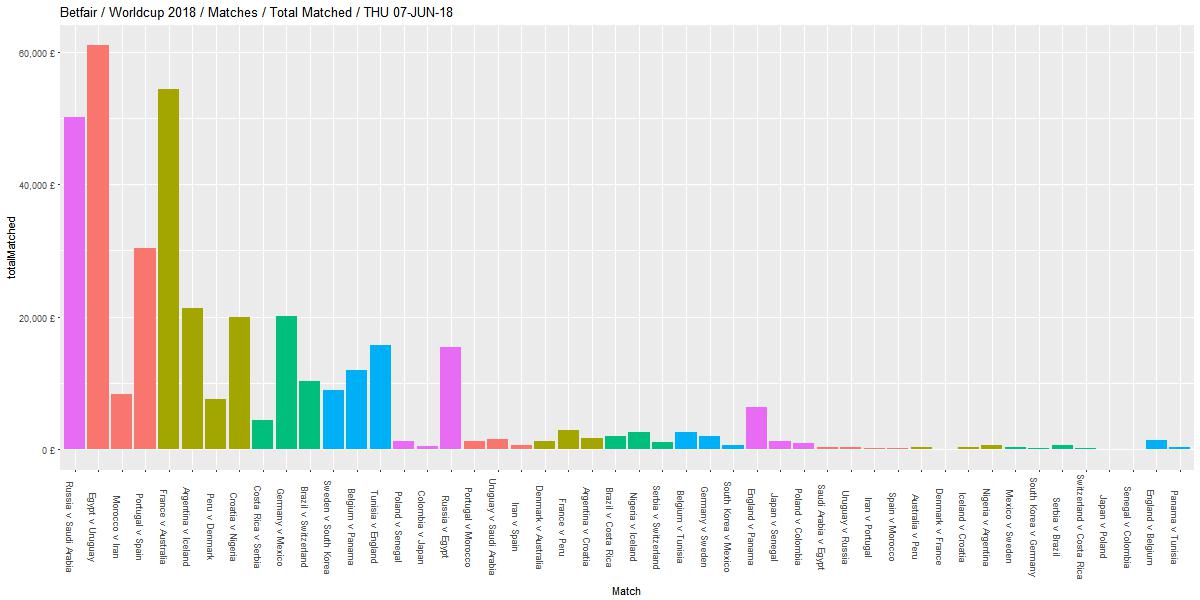 Betfair / Worldcup 2018 / Matches / Total Matched / THU 07-JUN-18
60,000 £
40,000 £
20,000 £
0 £
totalMatched
Russia v Saudi Arabia
Egypt v Uruguay
Morocco v Iran
Portugal v Spain
France v Australia
Argentina v Iceland
Peru v Denmark
Croatia v Nigeria
Costa Rica v Serbia
Germany v Mexico
Brazil v Switzerland
Sweden v South Korea
Belgium v Panama
Tunisia v England
Poland v Senegal
Colombia v Japan
Russia v Egypt
Portugal v Morocco
Uruguay v Saudi Arabia
Iran v Spain
Denmark v Australia
France v Peru
Argentina v Croatia
Brazil v Costa Rica
Nigeria v Iceland
Serbia v Switzerland
Belgium v Tunisia
Germany v Sweden
South Korea v Mexico
England v Panama
Japan v Senegal
Poland v Colombia
Saudi Arabia v Egypt
Uruguay v Russia
Iran v Portugal
Spain v Morocco
Australia v Peru
Denmark v France
Iceland v Croatia
Nigeria v Argentina
Mexico v Sweden
South Korea v Germany
Serbia v Brazil
Switzerland v Costa Rica
Japan v Poland
Senegal v Colombia
England v Belgium
Panama v Tunisia
Match